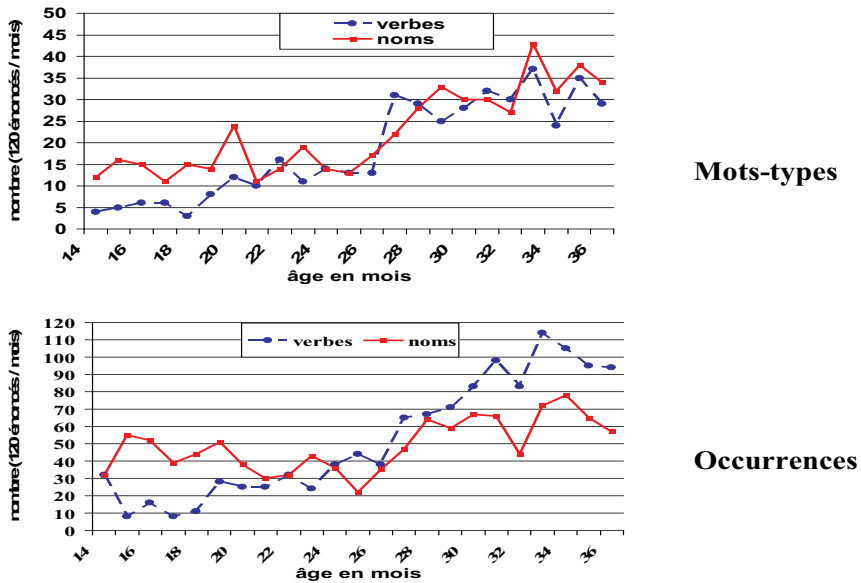 nombre (120 énoncés / mois)
50
45
40
35
30
25
20
15
10
5
0
verbes
noms
14 16 18 20 22 24 26 28 30 32 34 36
âge en mois
Mots-types
nombre (120 énoncés / mois)
120
110
100
90
80
70
60
50
40
30
20
10
0
verbes noms
14 16 18 20 22 24 26 28 30 32 34 36
âge en mois
Occurrences